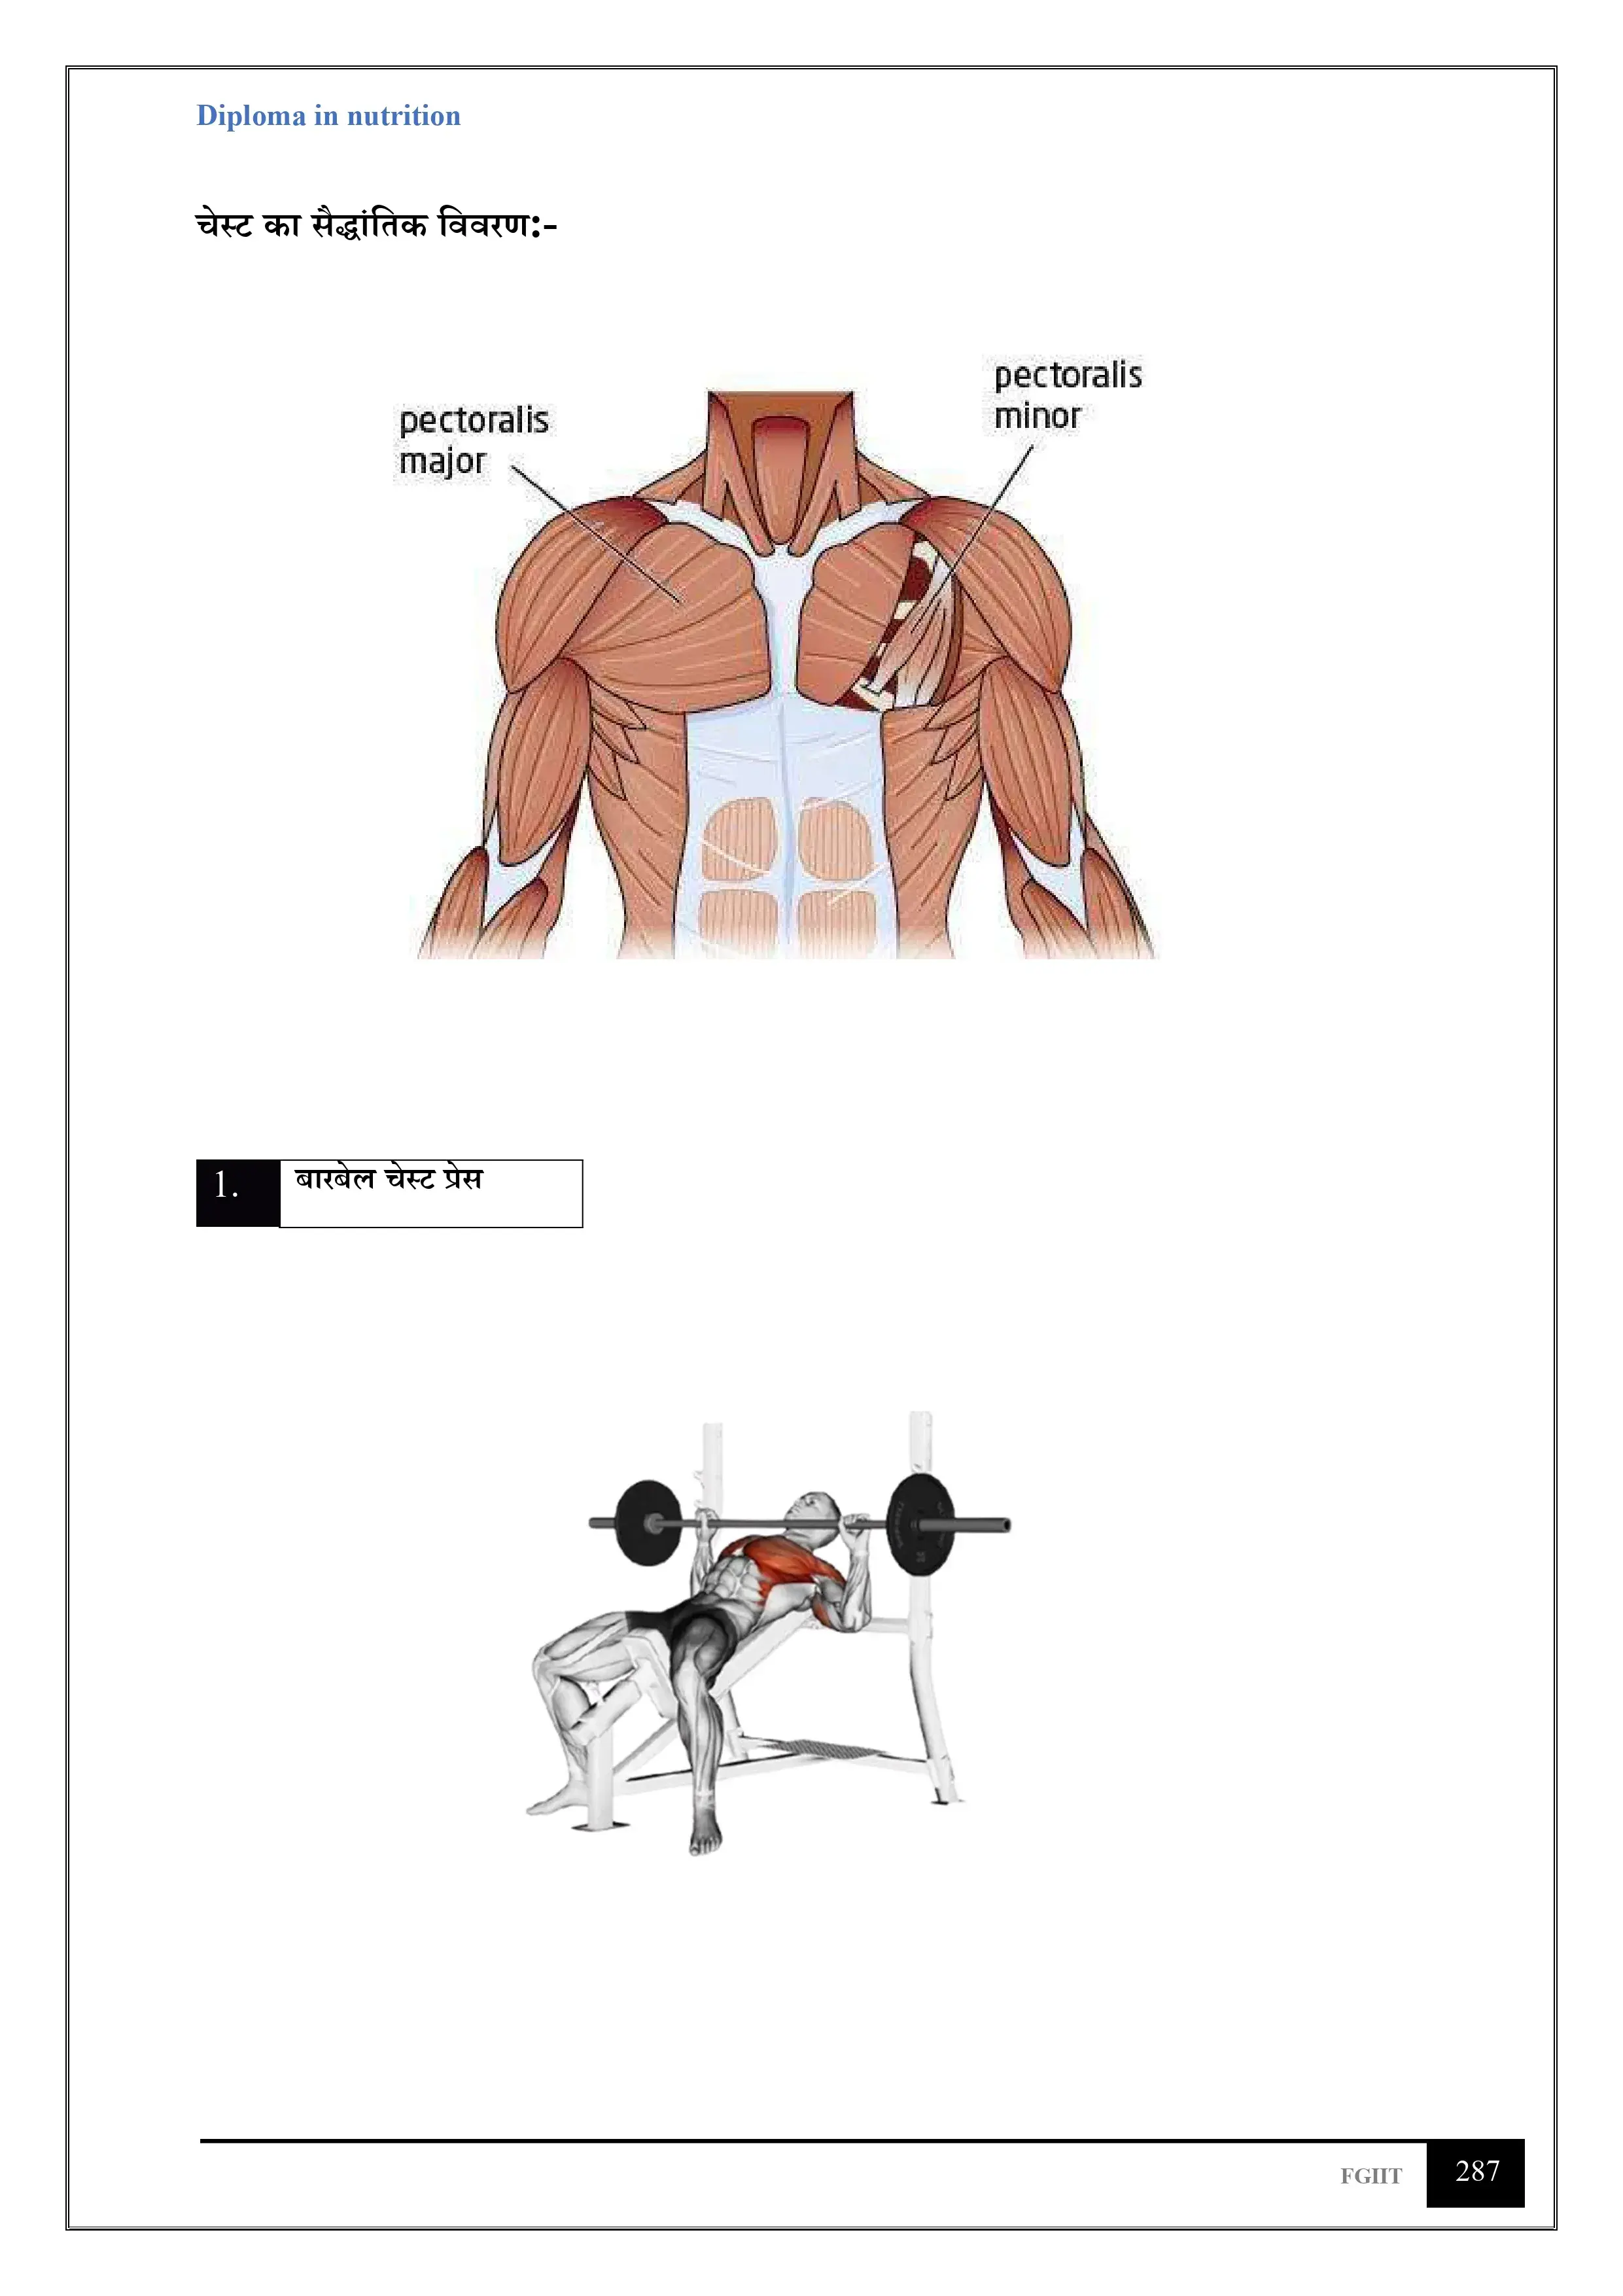 Diploma in nutrition
चेस्ट का सैद्धांतिक विवरण:-
pectoralis
minor
pectoralis
major
1. बारबेल चेस्ट प्रेस
FGIIT 287